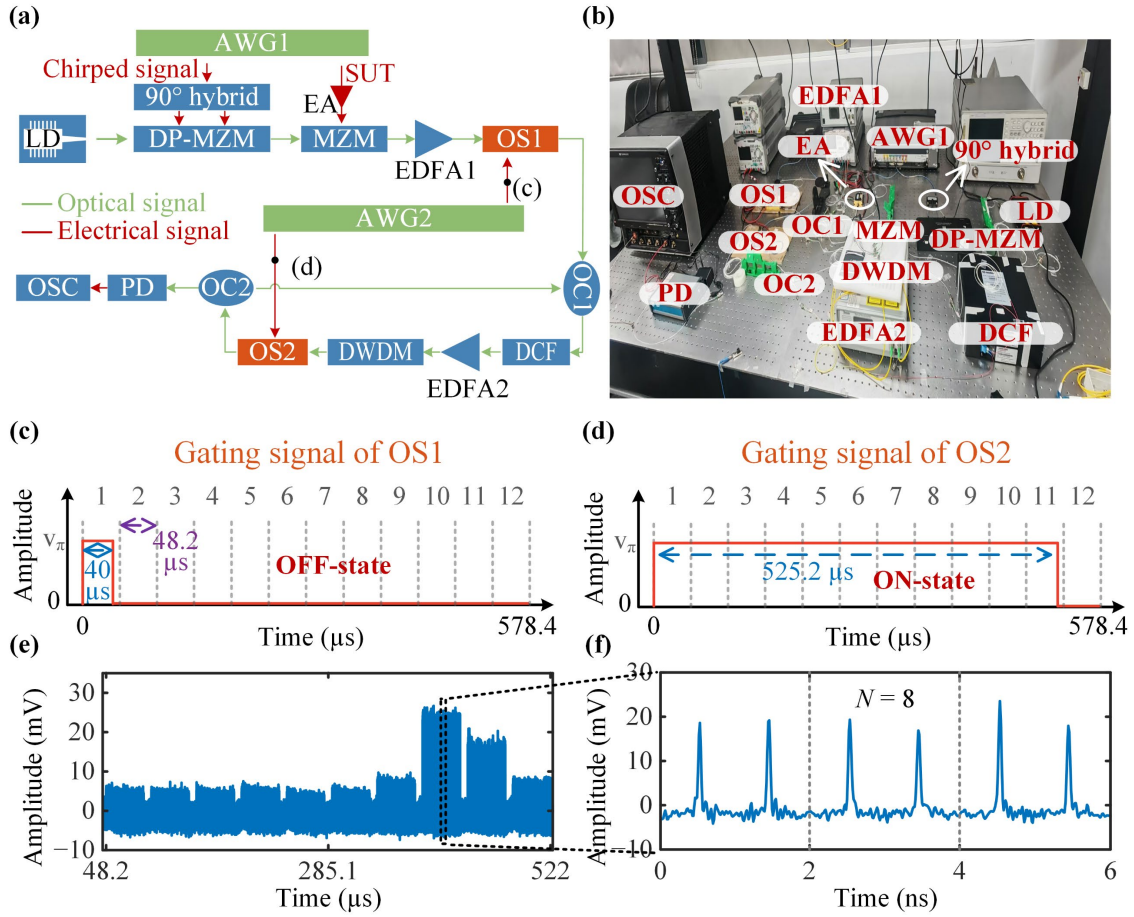 (a)
AWG1
Chirped signal
SUT
90° hybrid
EA
LD
DP-MZM
MZM
OS1
EDFA1
(c)
Optical signal
Electrical signal
AWG2
(d)
OSC
PD
OC2
OC1
OS2
DWDM
DCF
EDFA2
(b)
EDFA1
EA
AWG1
90° hybrid
OSC
OS1
LD
OC1
MZM
DP-MZM
OS2
DWDM
OC2
PD
EDFA2
DCF
(c)
Gating signal of OS1
1 2 3 4 5 6 7 8 9 10 11 12
Amplitude
vπ
48.2
µs
40
µs
OFF-state
0
0
578.4
Time (µs)
(d)
Gating signal of OS2
1 2 3 4 5 6 7 8 9 10 11 12
Amplitude
vπ
525.2 µs
ON-state
0
0
578.4
Time (µs)
(e)
Amplitude (mV)
30
20
10
0
−10
48.2
285.1
522
Time (µs)
(f)
Amplitude (mV)
30
20
10
0
−10
N = 8
0
2
4
6
Time (ns)